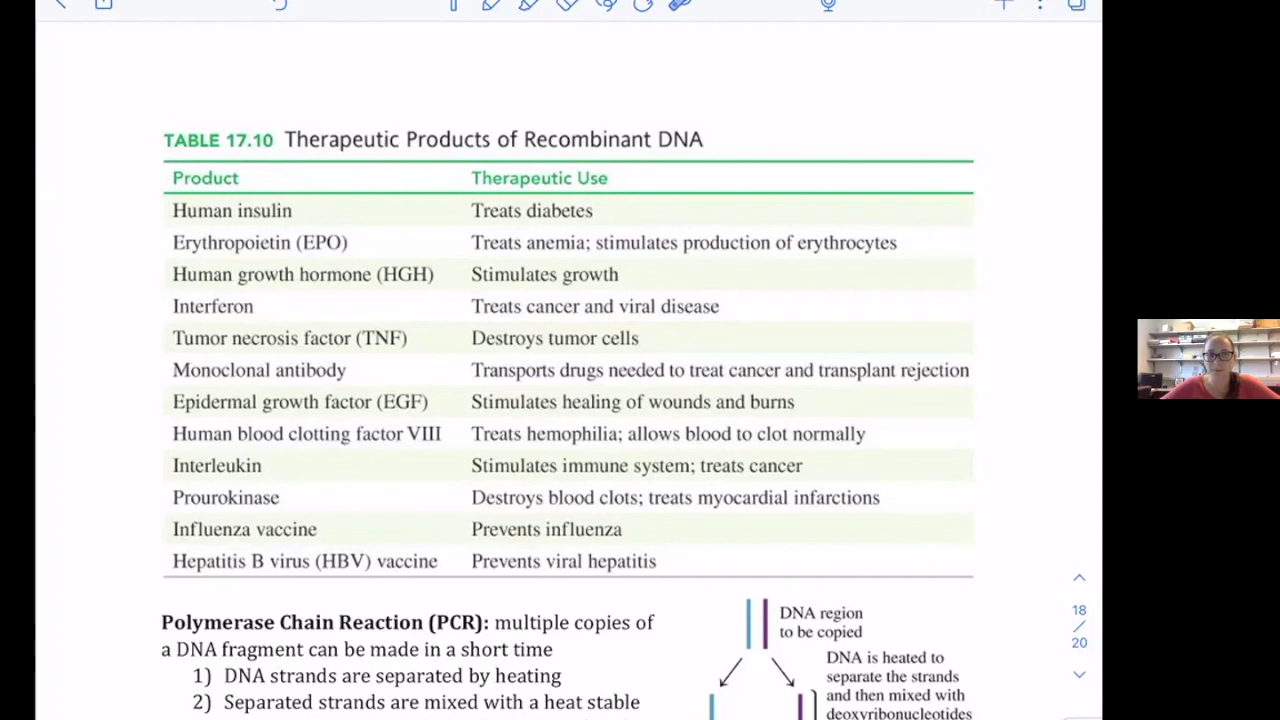 TABLE 17.10 Therapeutic Products of Recombinant DNA
Product Therapeutic Use
Human insulin Treats diabetes
Erythropoietin (EPO) Treats anemia; stimulates production of erythrocytes
Human growth hormone (HGH) Stimulates growth
Interferon Treats cancer and viral disease
Tumor necrosis factor (TNF) Destroys tumor cells
Monoclonal antibody Transports drugs needed to treat cancer and transplant rejection
Epidermal growth factor (EGF) Stimulates healing of wounds and burns
Human blood clotting factor VIII Treats hemophilia; allows blood to clot normally
Interleukin Stimulates immune system; treats cancer
Prourokinase Destroys blood clots; treats myocardial infarctions
Influenza vaccine Prevents influenza
Hepatitis B virus (HBV) vaccine Prevents viral hepatitis
Polymerase Chain Reaction (PCR): multiple copies of
a DNA fragment can be made in a short time
1) DNA strands are separated by heating
2) Separated strands are mixed with a heat stable
DNA region
to be copied
DNA is heated to
separate the strands
and then mixed with
deoxyribonucleotides
18
/
20